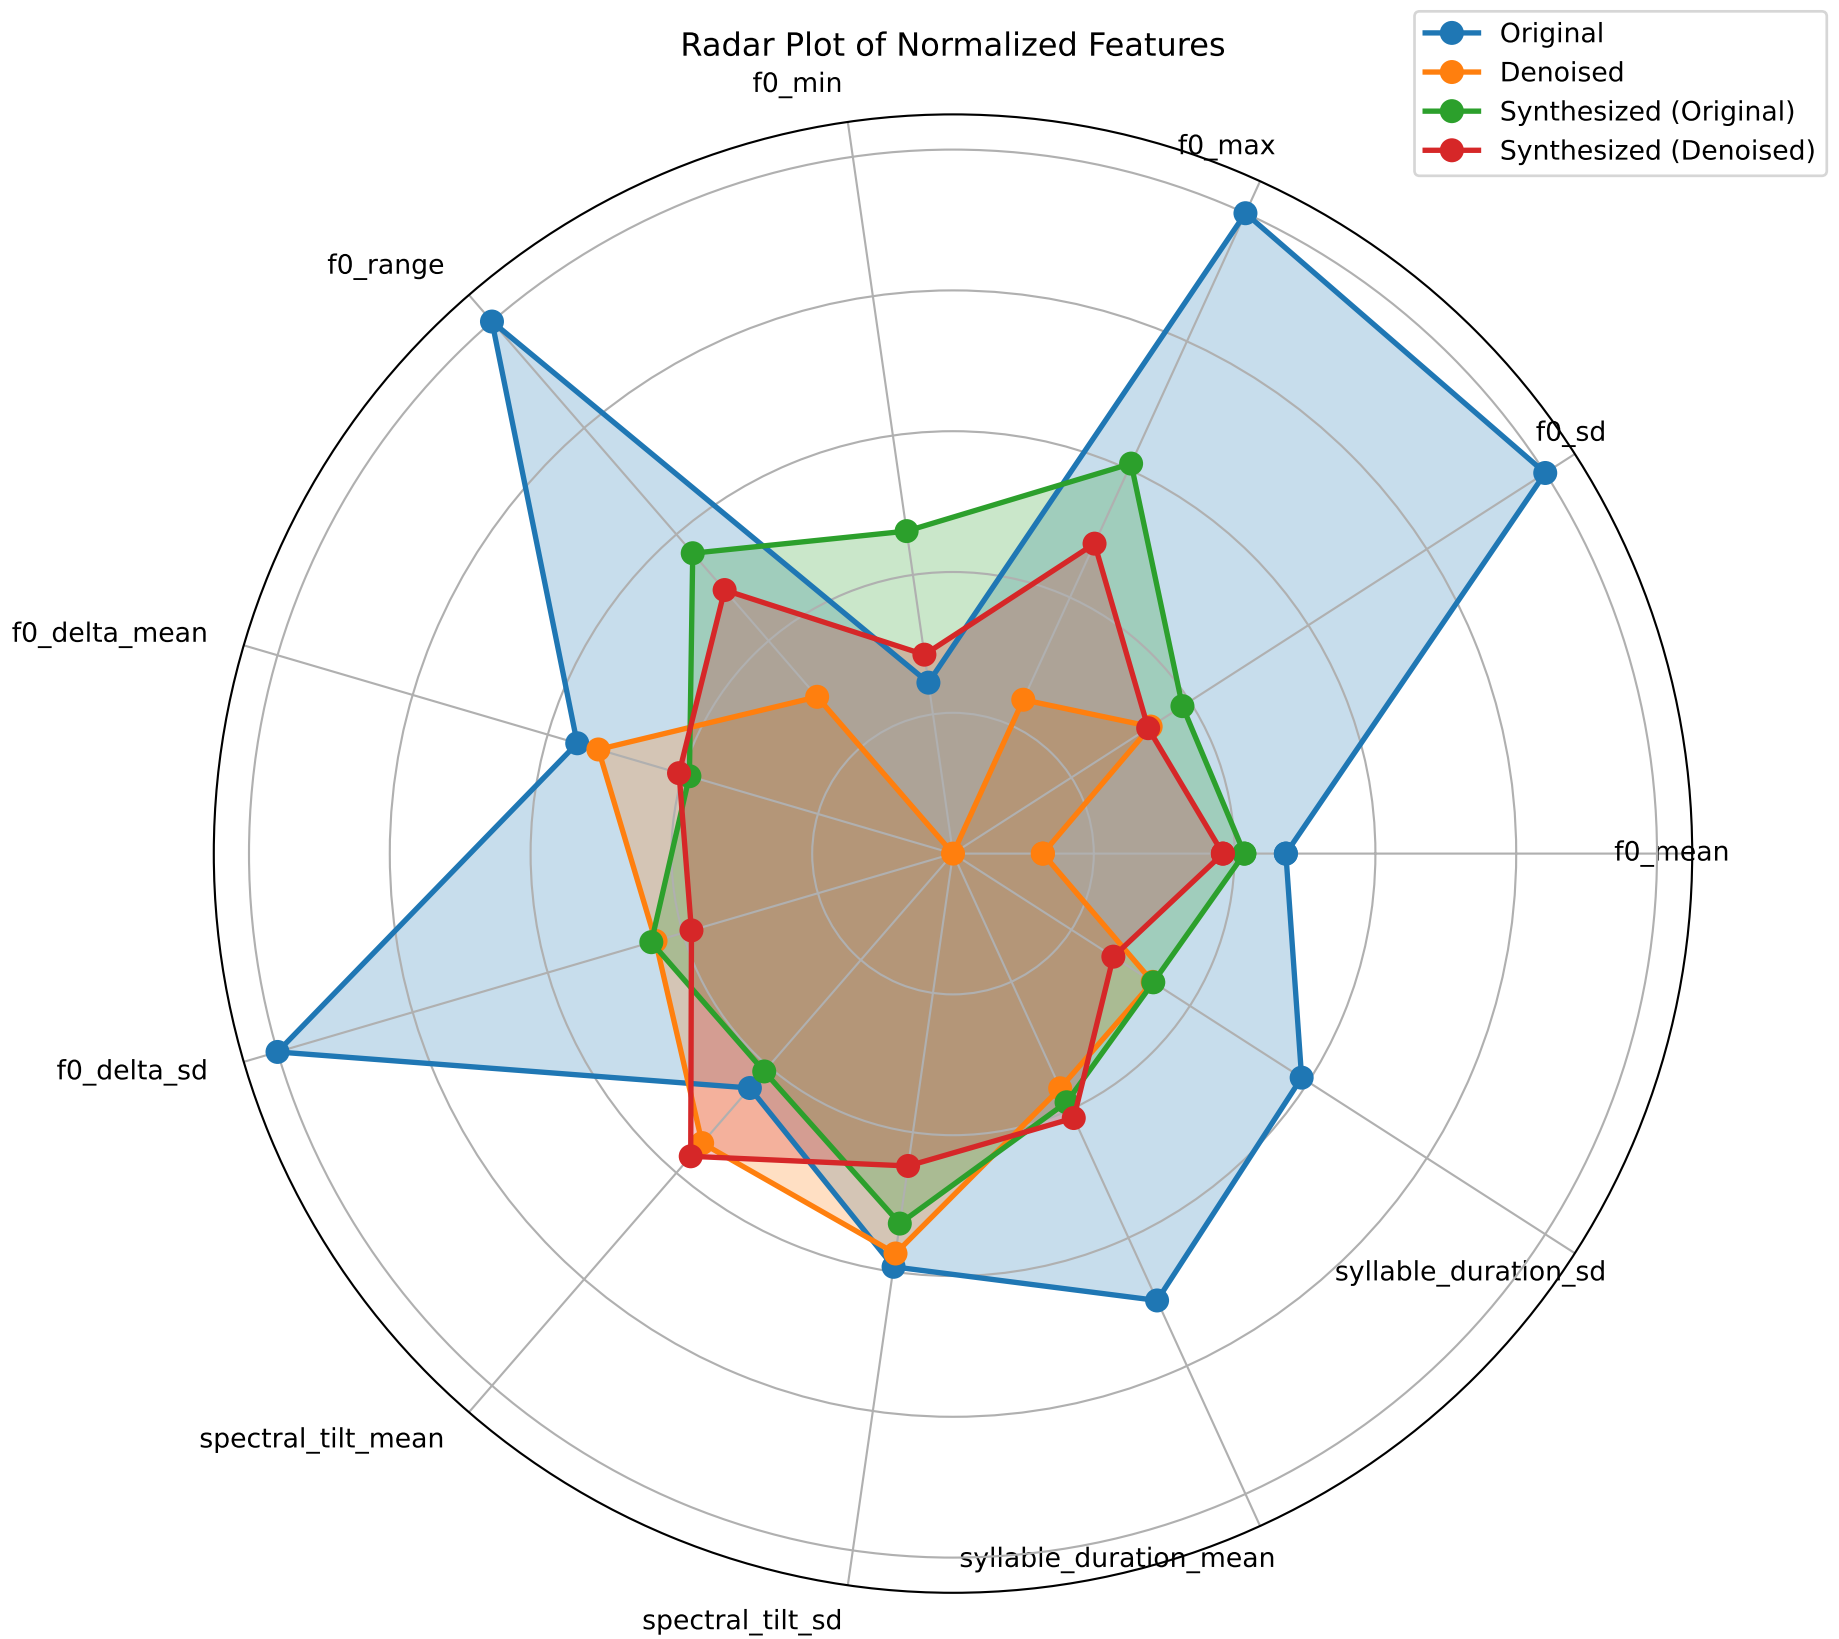 Radar Plot of Normalized Features
Original
Denoised
Synthesized (Original)
Synthesized (Denoised)
f0_min
f0_max
f0_range
f0_sd
f0_delta_mean
f0_mean
f0_delta_sd
syllable_duration_sd
spectral_tilt_mean
syllable_duration_mean
spectral_tilt_sd